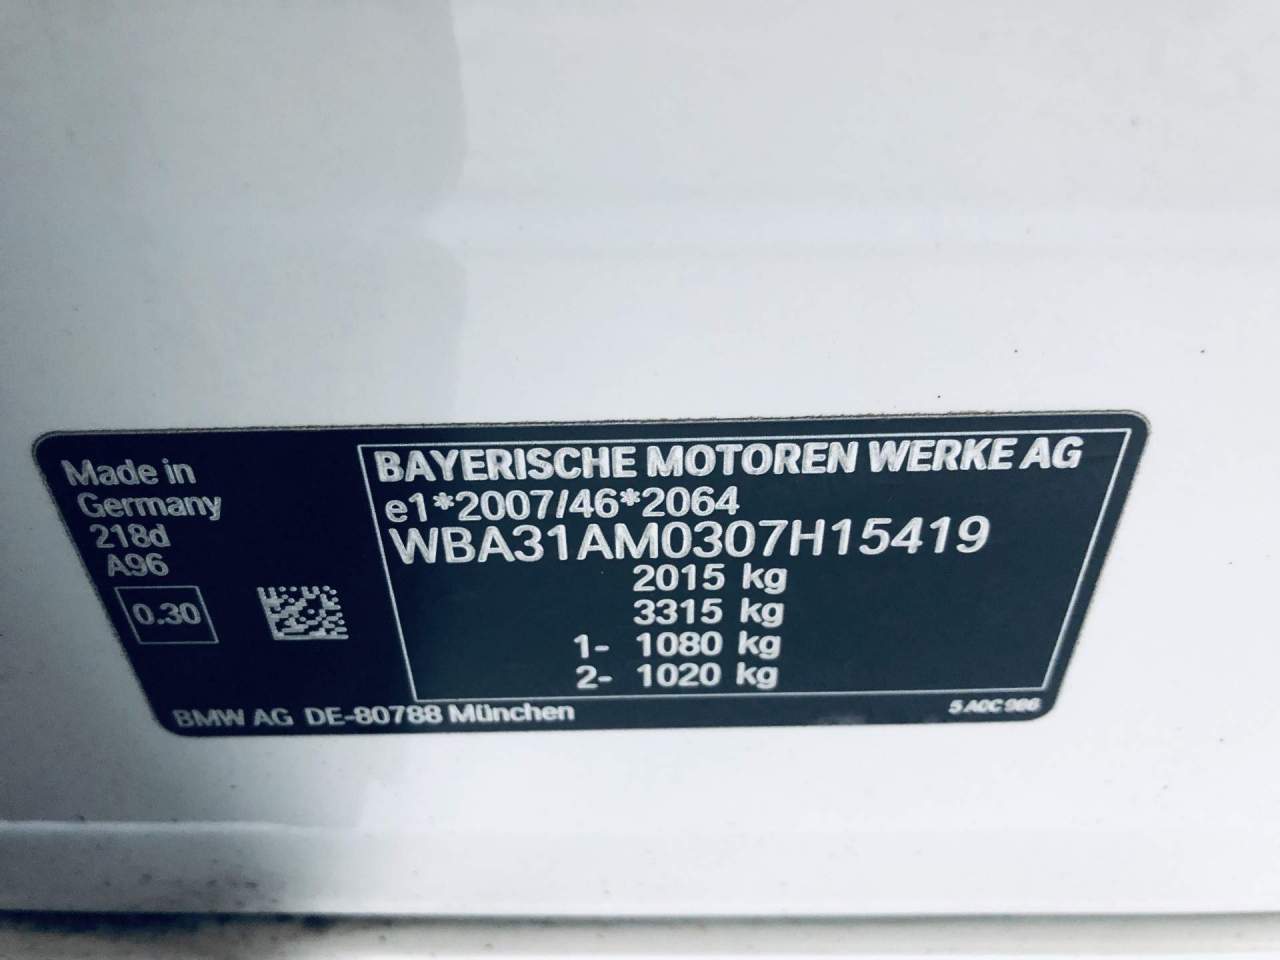 Made in
Germany
218d
A96
0.30
BAYERISCHE MOTOREN WERKE AG
e1*2007/46*2064
WBA31AM0307H15419
2015 kg
3315 kg
1- 1080 kg
2- 1020 kg
BMW AG DE-80788 München
5 A0C 966